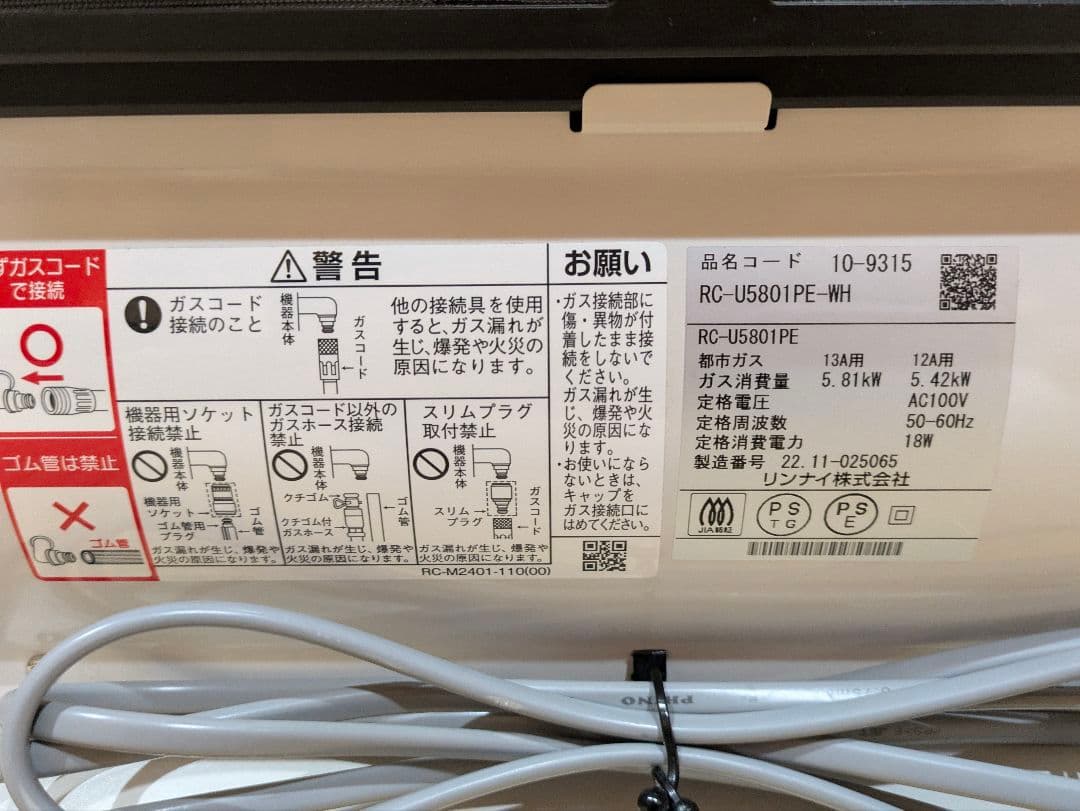 ずガスコード
で接続
ゴム管は禁止
ゴム管
警告
ガスコード
接続のこと
機器本体
ガスコード
他の接続具を使用
すると、ガス漏れが
生じ、爆発や火災の
原因になります。
機器用ソケット
接続禁止
機器本体
機器用
ソケット
ゴム管用
プラグ
ゴム管
ガス漏れが生じ、爆発や
火災の原因になります。
ガスコード以外の
ガスホース接続
禁止
機器本体
クチゴム
クチゴム付
ガスホース
ゴム管
ガス漏れが生じ、爆発や
火災の原因になります。
スリムプラグ
取付禁止
機器本体
スリム
プラグ
ガスコード
ガス漏れが生じ、爆発や
火災の原因になります。
RC-M2401-110(00)
お願い
・ガス接続部に
傷・異物が付
着したまま接
続をしないで
ください。
ガス漏れが生
じ、爆発や火
災の原因にな
ります。
・お使いになら
ないときは、
キャップを
ガス接続口に
はめてください。
品名コード 10-9315
RC-U5801PE-WH
RC-U5801PE
都市ガス 13A用 12A用
ガス消費量 5.81kW 5.42kW
定格電圧 AC100V
定格周波数 50-60Hz
定格消費電力 18W
製造番号 22.11-025065
リンナイ株式会社
JIA認証
PS
TG
PS
E